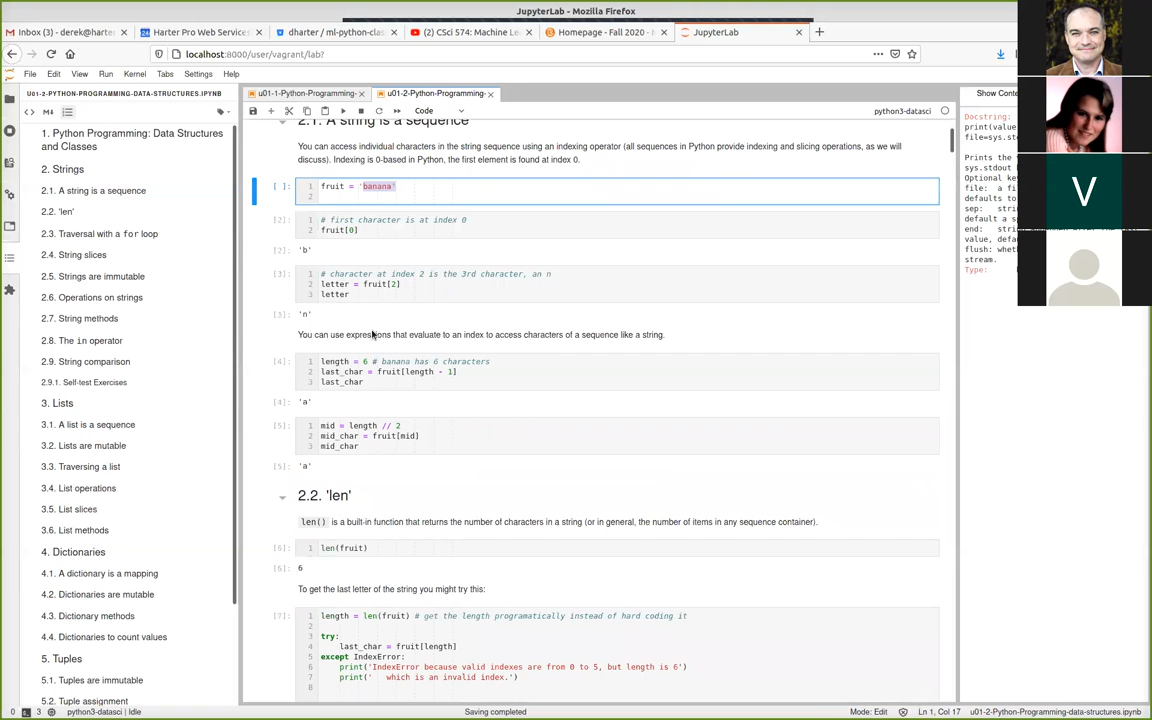 JupyterLab - Mozilla Firefox
Inbox (3) - derek@harter
Harter Pro Web Services
dharter / ml-python-class
(2) CSci 574: Machine Le
Homepage - Fall 2020 -
JupyterLab
localhost:8000/user/vagrant/lab?
File Edit View Run Kernel Tabs Settings Help
U01-2-PYTHON-PROGRAMMING-DATA-STRUCTURES.IPYNB
u01-1-Python-Programming-
u01-2-Python-Programming-
Show Conte
Code
python3-datasci
1. Python Programming: Data Structures
and Classes
2. Strings
2.1. A string is a sequence
2.2. 'len'
2.3. Traversal with a for loop
2.4. String slices
2.5. Strings are immutable
2.6. Operations on strings
2.7. String methods
2.8. The in operator
2.9. String comparison
2.9.1. Self-test Exercises
3. Lists
3.1. A list is a sequence
3.2. Lists are mutable
3.3. Traversing a list
3.4. List operations
3.5. List slices
3.6. List methods
4. Dictionaries
4.1. A dictionary is a mapping
4.2. Dictionaries are mutable
4.3. Dictionary methods
4.4. Dictionaries to count values
5. Tuples
5.1. Tuples are immutable
5.2. Tuple assignment
2.1. A string is a sequence
You can access individual characters in the string sequence using an indexing operator (all sequences in Python provide indexing and slicing operations, as we will
discuss). Indexing is 0-based in Python, the first element is found at index 0.
[ ]: 1 fruit = 'banana'
2
[2]: 1 # first character is at index 0
2 fruit[0]
[2]: 'b'
[3]: 1 # character at index 2 is the 3rd character, an n
2 letter = fruit[2]
3 letter
[3]: 'n'
You can use expressions that evaluate to an index to access characters of a sequence like a string.
[4]: 1 length = 6 # banana has 6 characters
2 last_char = fruit[length - 1]
3 last_char
[4]: 'a'
[5]: 1 mid = length // 2
2 mid_char = fruit[mid]
3 mid_char
[5]: 'a'
2.2. 'len'
len() is a built-in function that returns the number of characters in a string (or in general, the number of items in any sequence container).
[6]: 1 len(fruit)
[6]: 6
To get the last letter of the string you might try this:
[7]: 1 length = len(fruit) # get the length programatically instead of hard coding it
2
3 try:
4 last_char = fruit[length]
5 except IndexError:
6 print('IndexError because valid indexes are from 0 to 5, but length is 6')
7 print(' which is an invalid index.')
8
Docstring:
print(value
Prints the v
sys.stdout b
Optional key
file: a fi
defaults to
sep: strin
default a s
end:
value, defau
flush: wheth
stream.
Type:
V
0 3 python3-datasci | Idle
Saving completed
Mode: Edit
Ln 1, Col 17
u01-2-Python-Programming-data-structures.ipynb